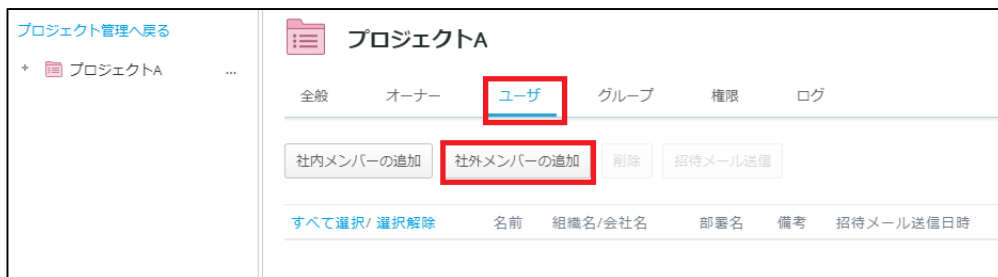 プロジェクト管理へ戻る
+ プロジェクトA ...
プロジェクトA
全般 オーナー ユーザ グループ 権限 ログ
社内メンバーの追加 社外メンバーの追加 削除 招待メール送信
すべて選択/ 選択解除 名前 組織名/会社名 部署名 備考 招待メール送信日時